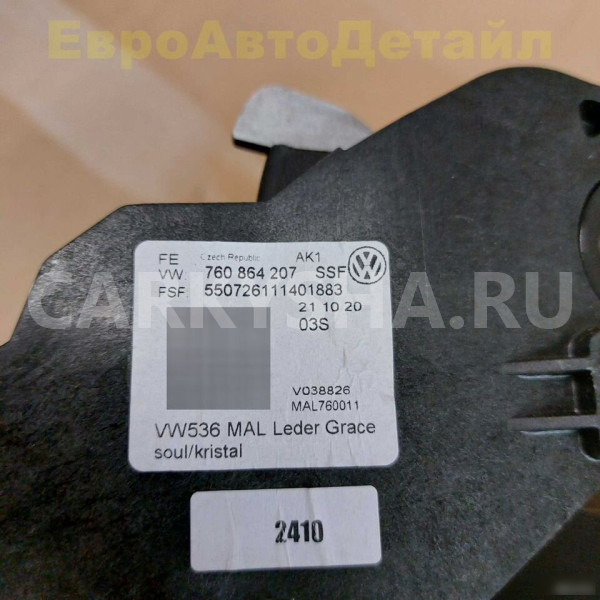 ЕвроАвтоДетайл
FE Czech Republic AK1
VW: 760 864 207 SSF
FSF: 550726111401883
21 10 20
03S
CARKYSHA.RU
V038826
MAL760011
VW536 MAL Leder Grace
soul/kristal
2410